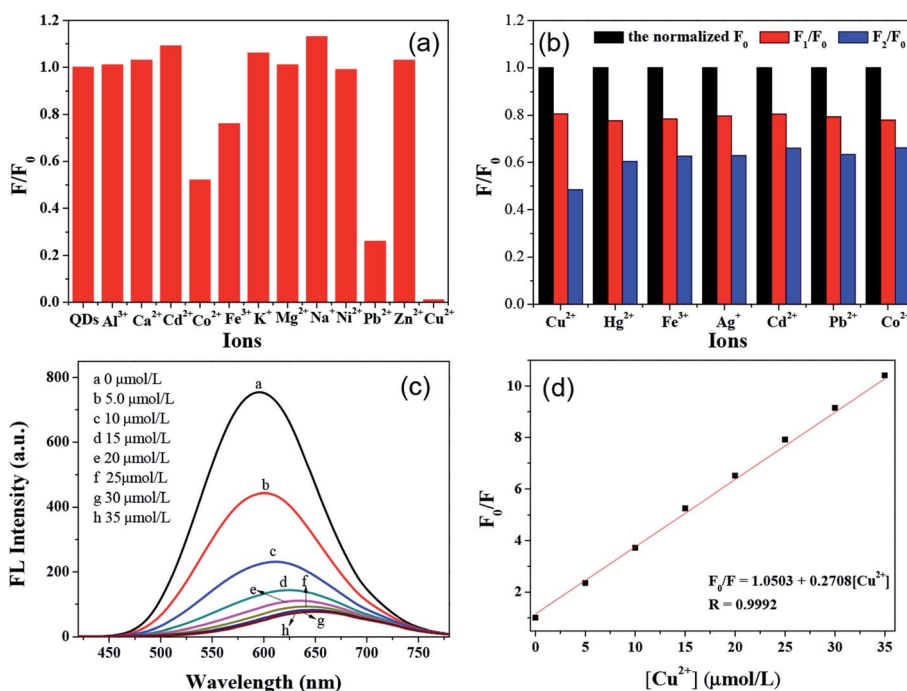 (a)
F/F₀
1.2
1.0
0.8
0.6
0.4
0.2
0.0
QDs Al³⁺ Ca²⁺ Cd²⁺ Co²⁺ Fe³⁺ K⁺ Mg²⁺ Na⁺ Ni²⁺ Pb²⁺ Zn²⁺ Cu²⁺
Ions
(b)
the normalized F₀ F₁/F₀ F₂/F₀
F/F₀
1.2
1.0
0.8
0.6
0.4
0.2
0.0
Cu²⁺ Hg²⁺ Fe³⁺ Ag⁺ Cd²⁺ Pb²⁺ Co²⁺
Ions
(c)
a 0 μmol/L
b 5.0 μmol/L
c 10 μmol/L
d 15 μmol/L
e 20 μmol/L
f 25μmol/L
g 30 μmol/L
h 35 μmol/L
FL Intensity (a.u.)
800
600
400
200
0
a
b
c
d
e
f
g
h
450 500 550 600 650 700 750
Wavelength (nm)
(d)
F₀/F
10
8
6
4
2
0
F₀/F = 1.0503 + 0.2708[Cu²⁺]
R = 0.9992
0 5 10 15 20 25 30 35
[Cu²⁺] (μmol/L)